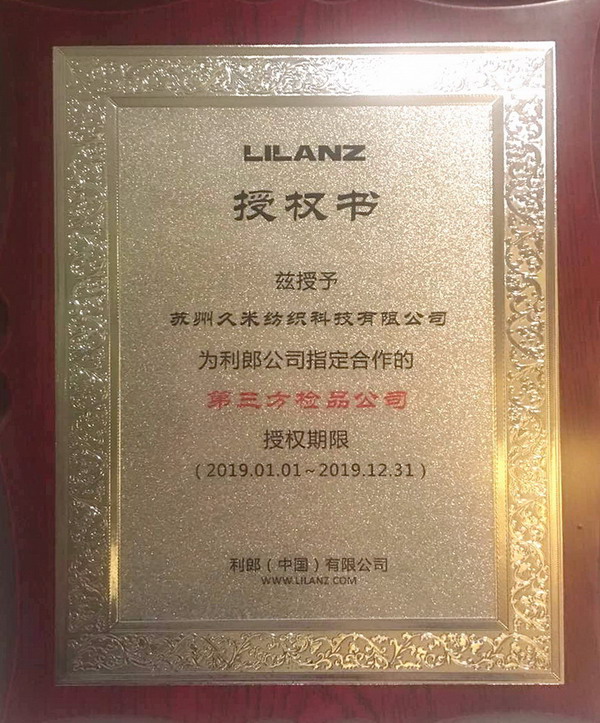 LILANZ
授权书
兹授予
苏州久米纺织科技有限公司
为利郎公司指定合作的
第三方检品公司
授权期限
（2019.01.01～2019.12.31）
利郎（中国）有限公司
WWW.LILANZ.COM